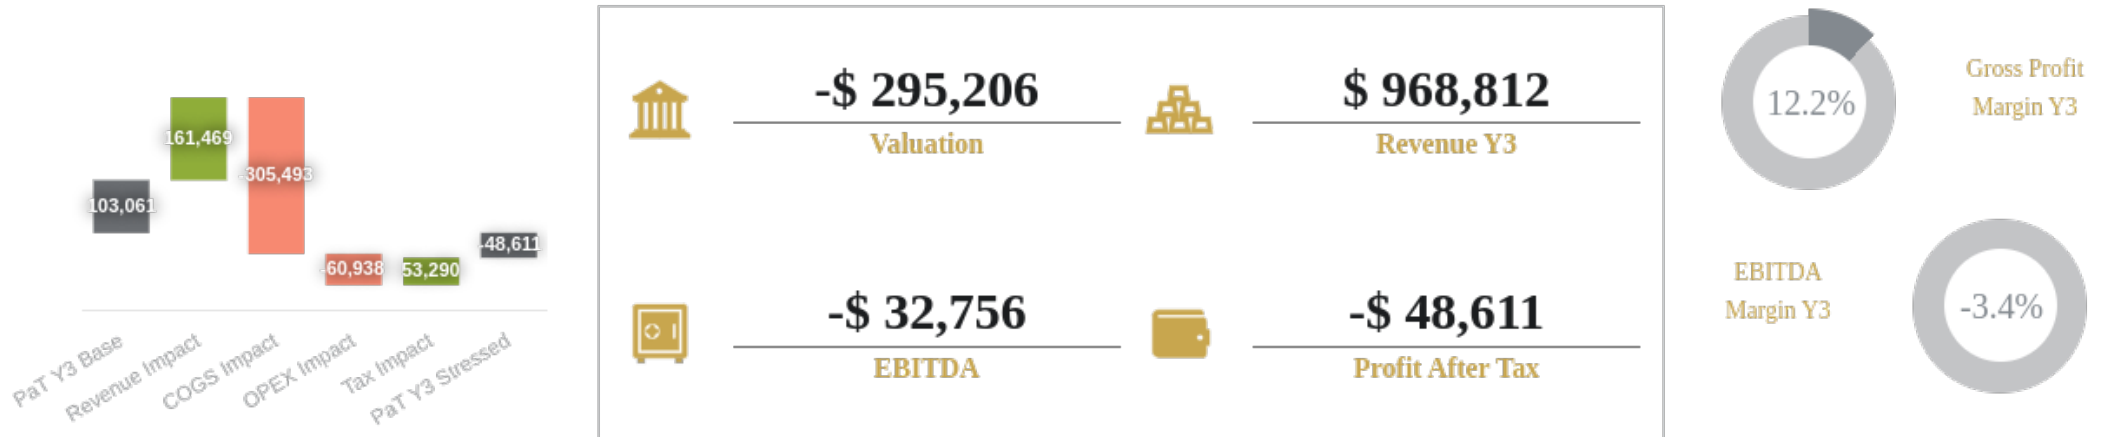 103,061
161,469
-305,493
-60,938
53,290
-48,611
PaT Y3 Base
Revenue Impact
COGS Impact
OPEX Impact
Tax Impact
PaT Y3 Stressed
-$ 295,206
Valuation
$ 968,812
Revenue Y3
-$ 32,756
EBITDA
-$ 48,611
Profit After Tax
12.2%
Gross Profit
Margin Y3
EBITDA
Margin Y3
-3.4%